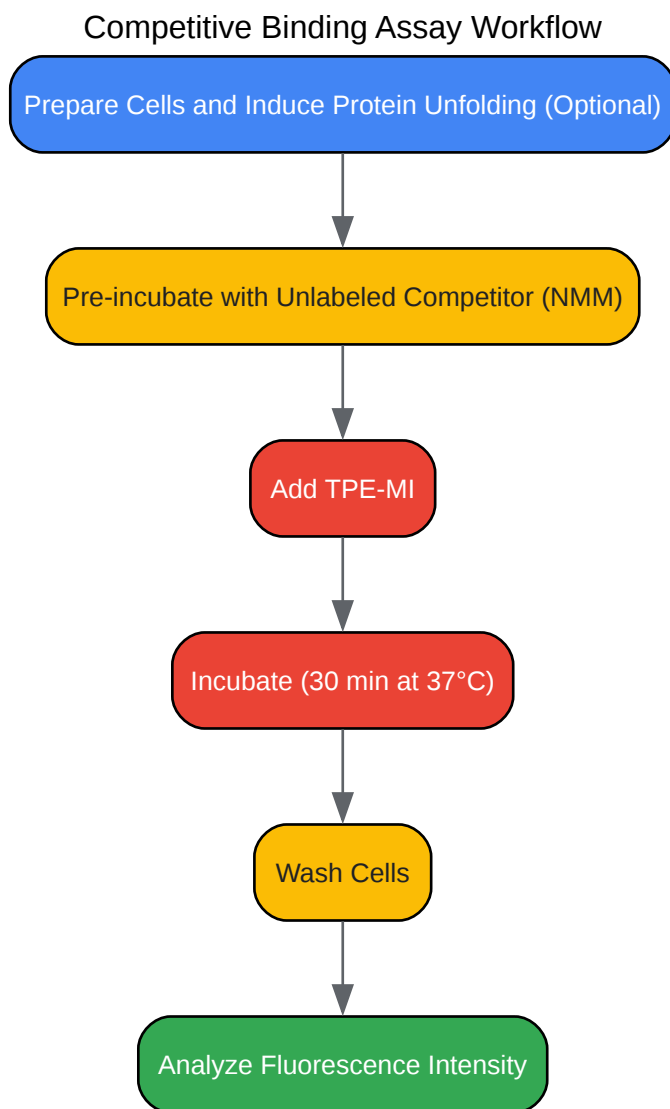 Competitive Binding Assay Workflow
Prepare Cells and Induce Protein Unfolding (Optional)
Pre-incubate with Unlabeled Competitor (NMM)
Add TPE-MI
Incubate (30 min at 37°C)
Wash Cells
Analyze Fluorescence Intensity